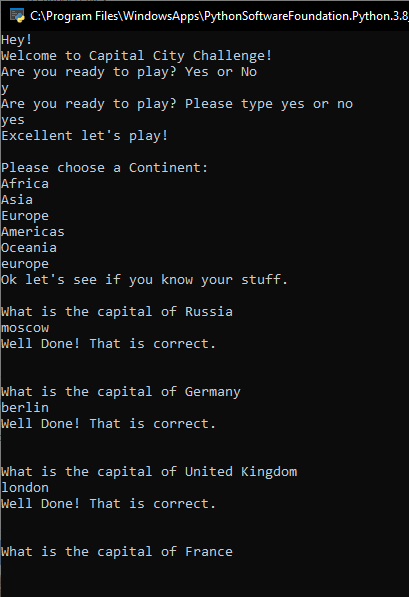 C:\Program Files\WindowsApps\PythonSoftwareFoundation.Python.3.8
Hey!
Welcome to Capital City Challenge!
Are you ready to play? Yes or No
y
Are you ready to play? Please type yes or no
yes
Excellent let's play!
Please choose a Continent:
Africa
Asia
Europe
Americas
Oceania
europe
Ok let's see if you know your stuff.
What is the capital of Russia
moscow
Well Done! That is correct.
What is the capital of Germany
berlin
Well Done! That is correct.
What is the capital of United Kingdom
london
Well Done! That is correct.
What is the capital of France